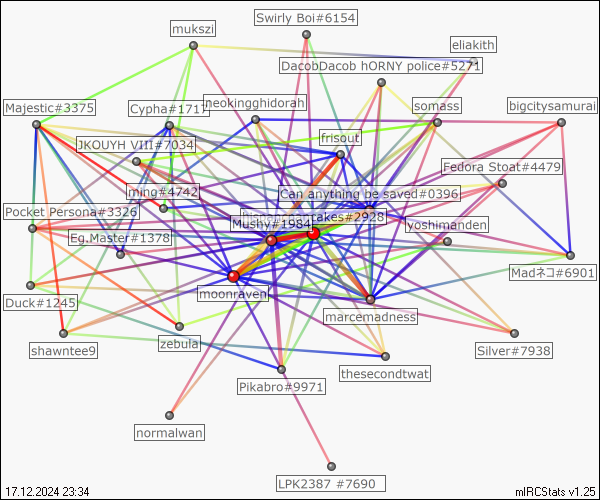 Swirly Boi#6154
mukszi
eliakith
DacobDacob hORNY police#5271
Majestic#3375
Cypha#1717
neokingghidorah
somass
bigcitysamurai
JKOUYH VIII#7034
frisout
Fedora Stoat#4479
Iming#4742
Can anything be saved#0396
Pocket Persona#3326
Mushy#1984
akes#2928
yoshimanden
Eg.Master#1378
Madネコ#6901
moonraven
Duck#1245
marcemadness
shawntee9
zebula
Silver#7938
thesecondtwat
Pikabro#9971
normalwan
LPK2387 #7690
17.12.2024 23:34
mIRCStats v1.25